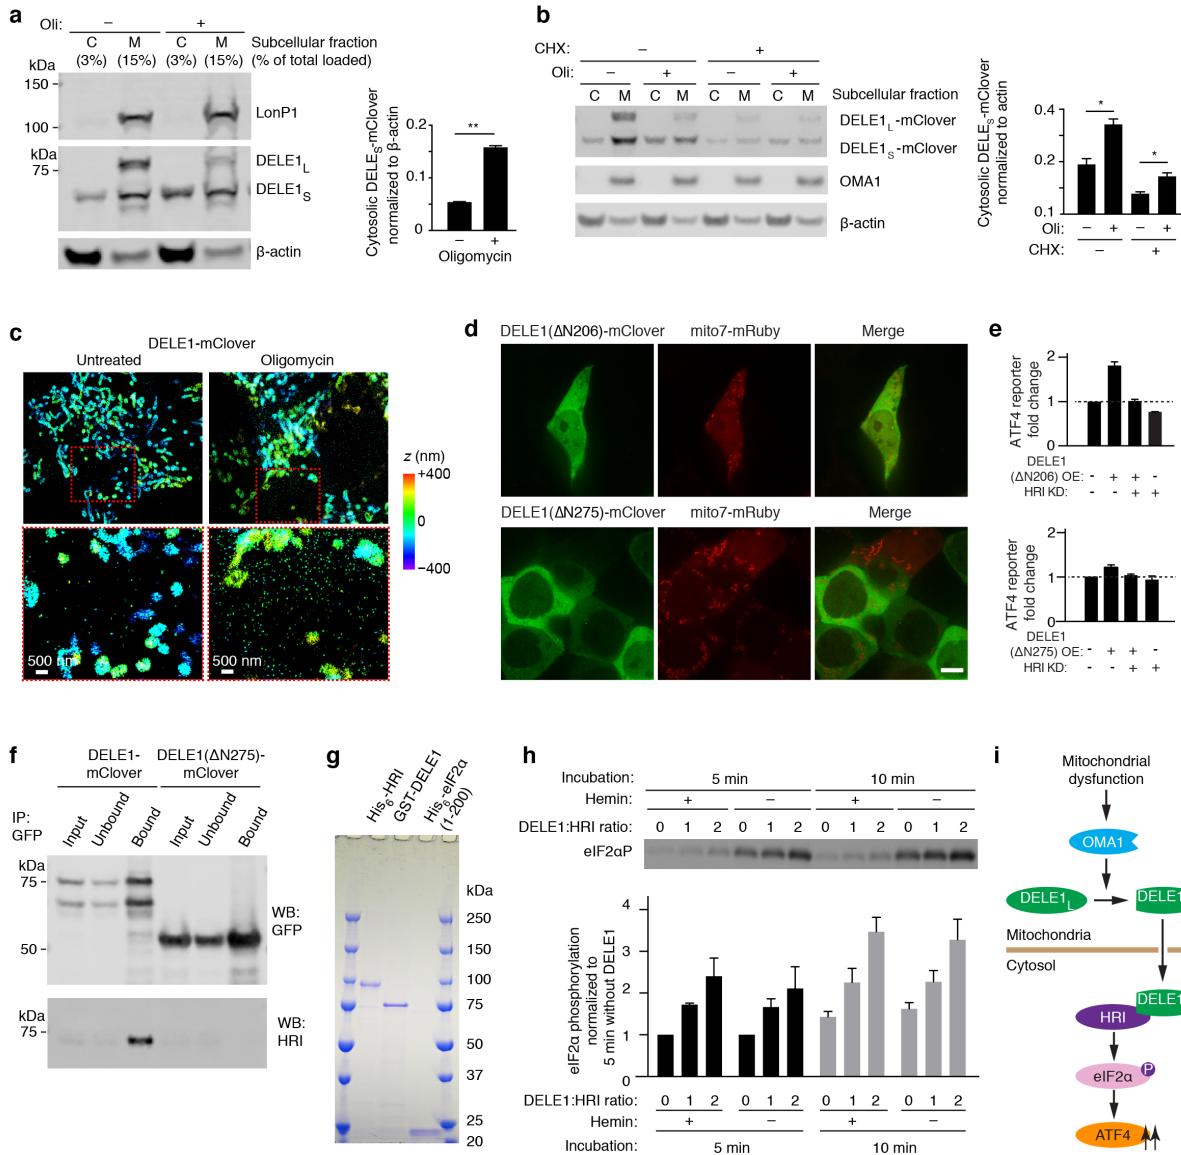 a
Oli: – +
C M C M Subcellular fraction
(3%) (15%) (3%) (15%) (% of total loaded)
kDa
150
100
LonP1
kDa
75
DELE1L
DELE1S
β-actin
Cytosolic DELES-mClover
normalized to β-actin
0.2
0.1
0
**
– +
Oligomycin
b
CHX: – +
Oli: – + – +
C M C M C M C M Subcellular fraction
DELE1L-mClover
DELE1S-mClover
OMA1
β-actin
Cytosolic DELES-mClover
normalized to actin
0.4
0.2
0.1
* *
Oli: – + – +
CHX: – +
c
DELE1-mClover
Untreated Oligomycin
z (nm)
+400
0
−400
500 nm 500 nm
d
DELE1(ΔN206)-mClover mito7-mRuby Merge
DELE1(ΔN275)-mClover mito7-mRuby Merge
e
ATF4 reporter
fold change
2
1
0
DELE1
(ΔN206) OE: - + + -
HRI KD: - - + +
ATF4 reporter
fold change
2
1
0
DELE1
(ΔN275) OE: - + + -
HRI KD: - - + +
f
DELE1-
mClover
DELE1(ΔN275)-
mClover
IP:
GFP
Input Unbound Bound Input Unbound Bound
kDa
75
50
WB:
GFP
kDa
75
WB:
HRI
g
His6-HRI
GST-DELE1
His6-eIF2α
(1-200)
kDa
250
150
100
75
50
37
25
20
h
Incubation: 5 min 10 min
Hemin: + – + –
DELE1:HRI ratio: 0 1 2 0 1 2 0 1 2 0 1 2
eIF2αP
eIF2α phosphorylation
normalized to
5 min without DELE1
4
3
2
1
0
DELE1:HRI ratio: 0 1 2 0 1 2 0 1 2 0 1 2
Hemin: + – + –
Incubation: 5 min 10 min
i
Mitochondrial
dysfunction
OMA1
DELE1L DELE1
Mitochondria
Cytosol
DELE1
HRI
P
eIF2α
ATF4